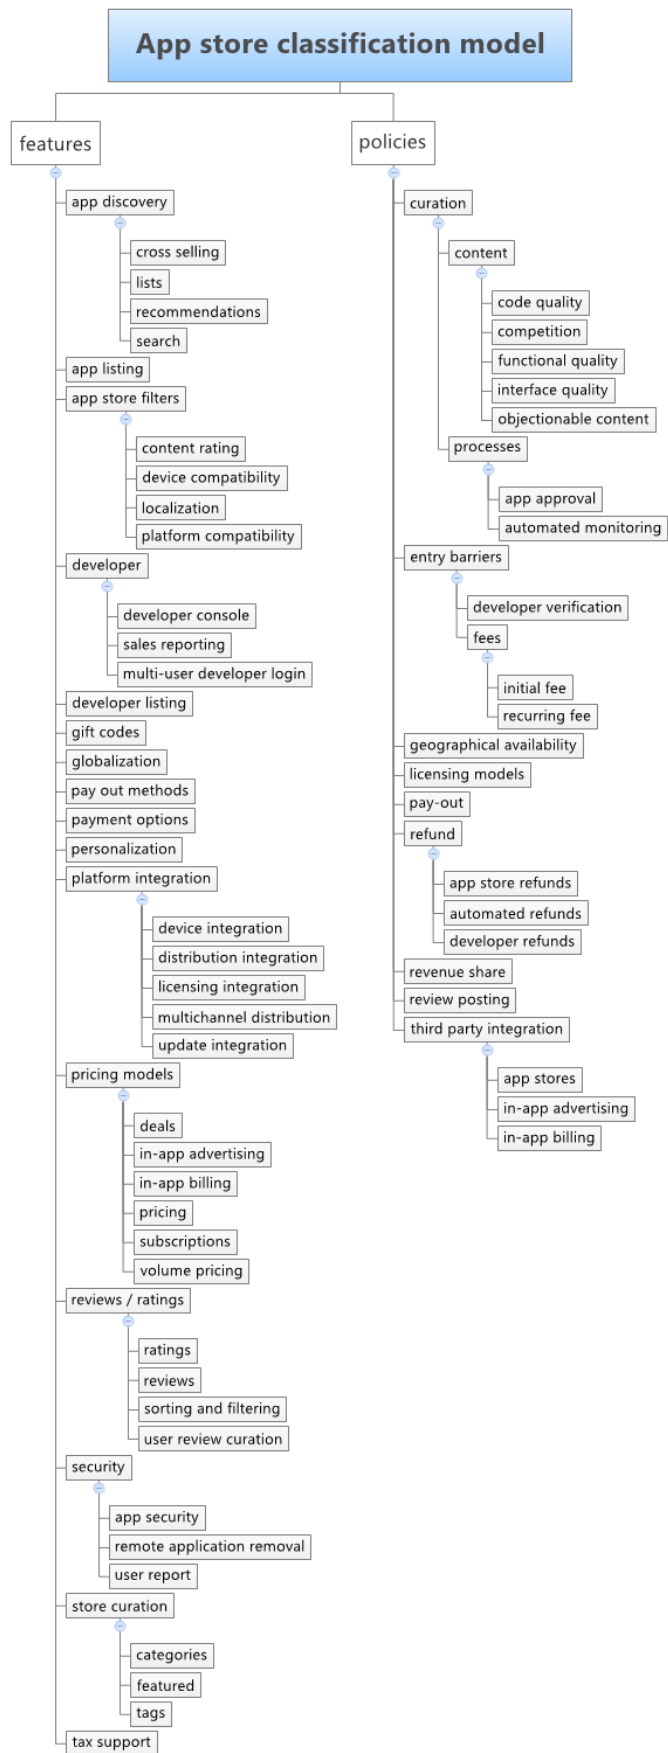 App store classification model
features
app discovery
cross selling
lists
recommendations
search
app listing
app store filters
content rating
device compatibility
localization
platform compatibility
developer
developer console
sales reporting
multi-user developer login
developer listing
gift codes
globalization
pay out methods
payment options
personalization
platform integration
device integration
distribution integration
licensing integration
multichannel distribution
update integration
pricing models
deals
in-app advertising
in-app billing
pricing
subscriptions
volume pricing
reviews / ratings
ratings
reviews
sorting and filtering
user review curation
security
app security
remote application removal
user report
store curation
categories
featured
tags
tax support
policies
curation
content
code quality
competition
functional quality
interface quality
objectionable content
processes
app approval
automated monitoring
entry barriers
developer verification
fees
initial fee
recurring fee
geographical availability
licensing models
pay-out
refund
app store refunds
automated refunds
developer refunds
revenue share
review posting
third party integration
app stores
in-app advertising
in-app billing